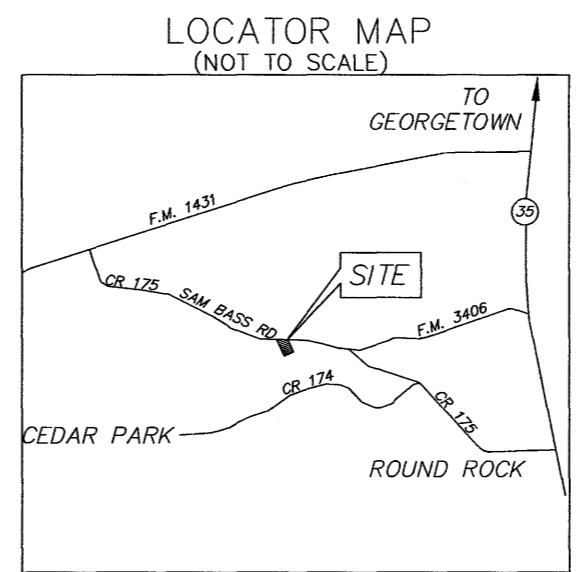 LOCATOR MAP
(NOT TO SCALE)
TO
GEORGETOWN
F.M. 1431
35
CR 175
SAM BASS RD
SITE
F.M. 3406
CR 174
CR 175
CEDAR PARK
ROUND ROCK